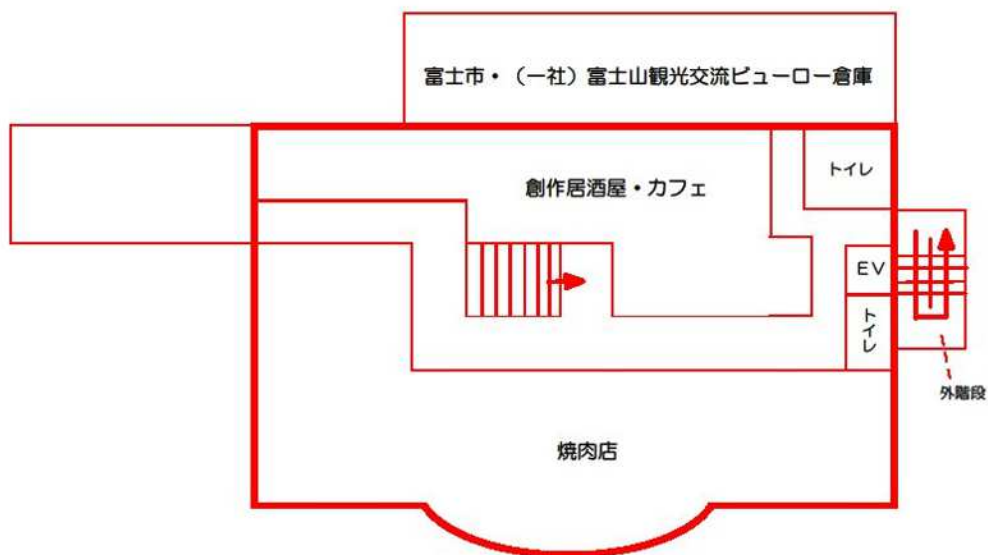 富士市・（一社）富士山観光交流ビューロー倉庫
トイレ
創作居酒屋・カフェ
EV
トイレ
外階段
焼肉店